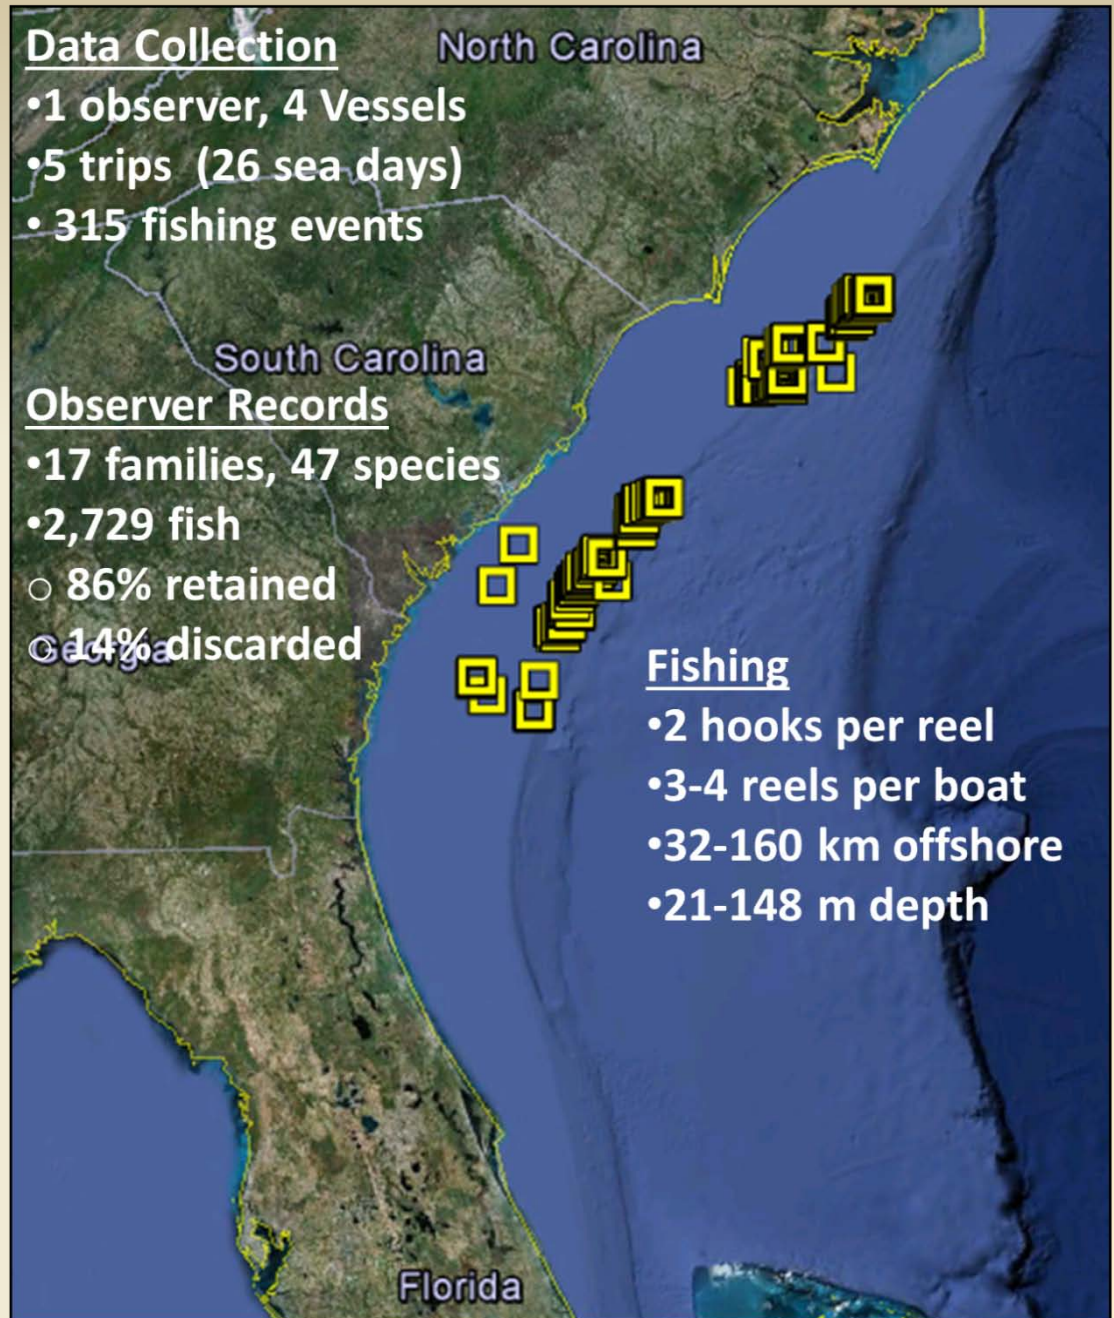 Data Collection
•1 observer, 4 Vessels
•5 trips (26 sea days)
• 315 fishing events
North Carolina
South Carolina
Observer Records
•17 families, 47 species
•2,729 fish
○ 86% retained
○ 14% discarded
Georgia
Fishing
•2 hooks per reel
•3-4 reels per boat
•32-160 km offshore
•21-148 m depth
Florida